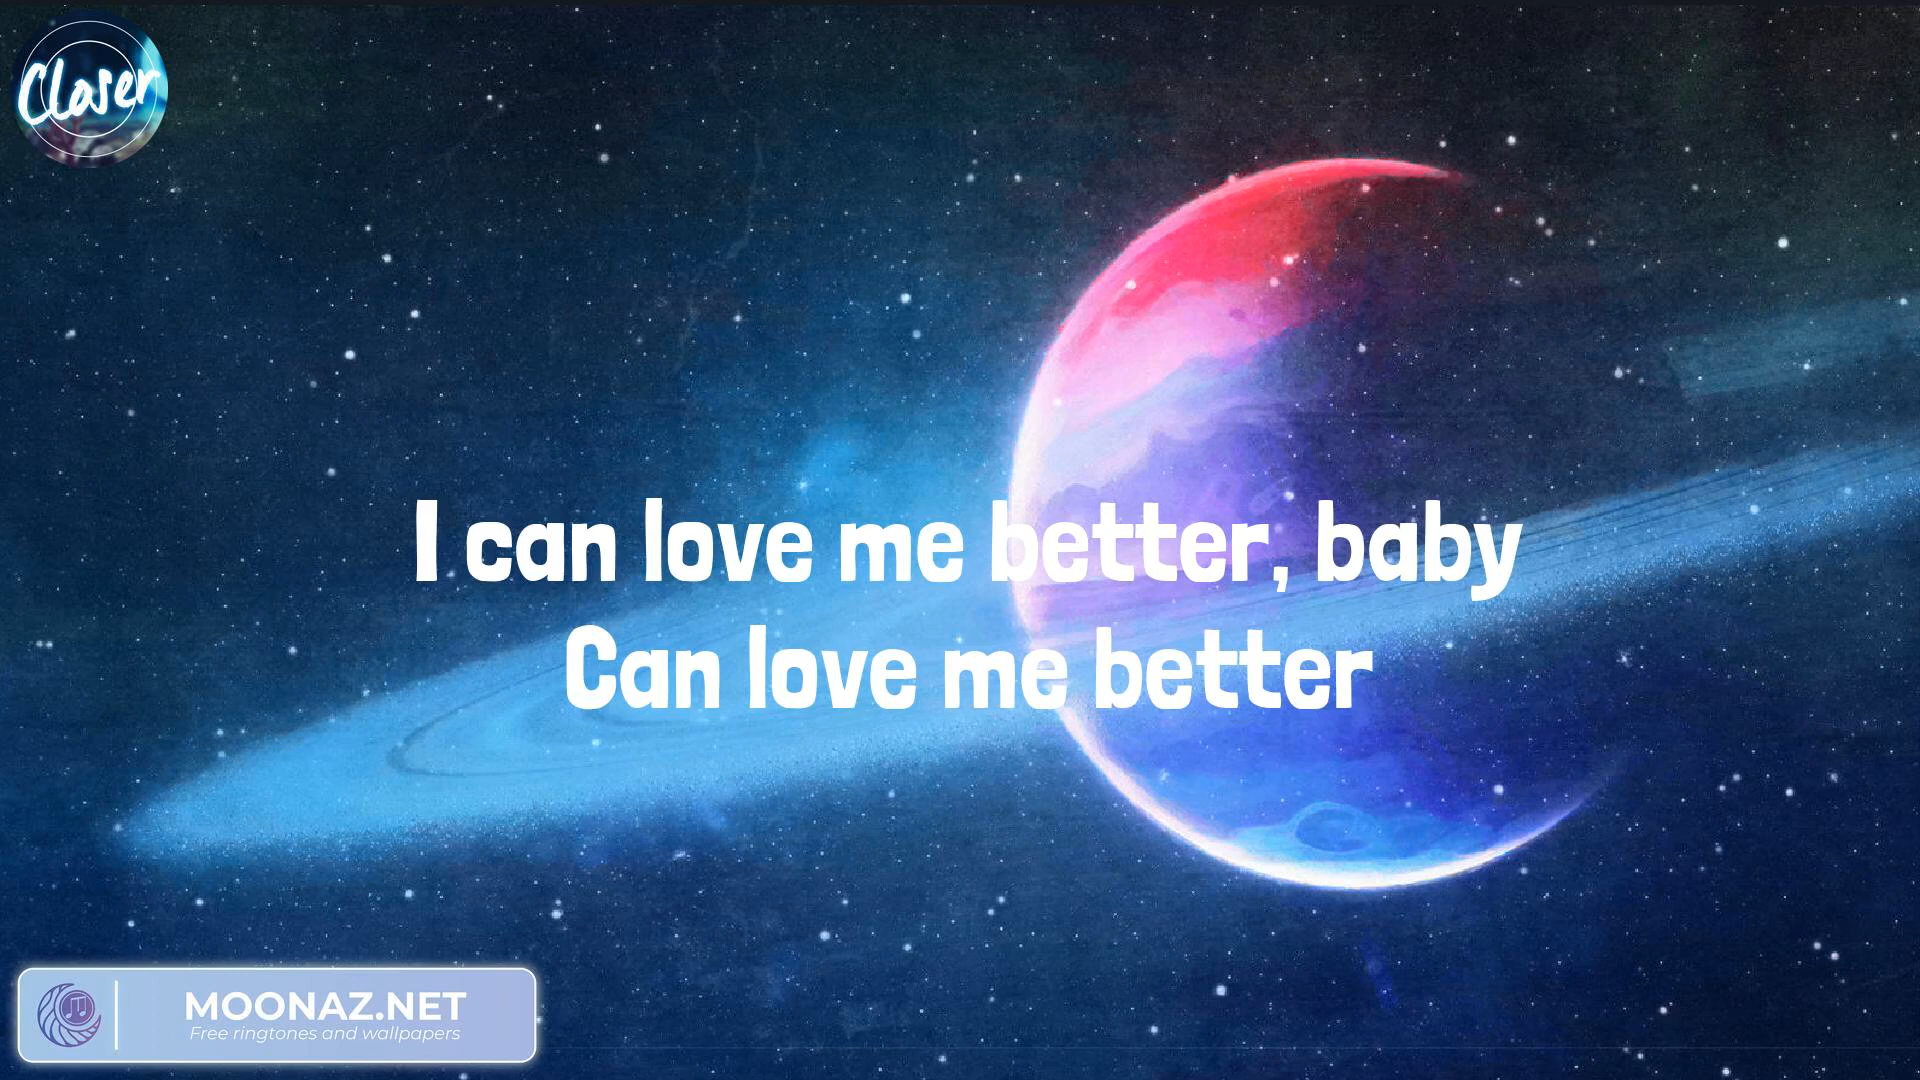 Closer
I can love me better, baby
Can love me better
MOONAZ.NET
Free ringtones and wallpapers